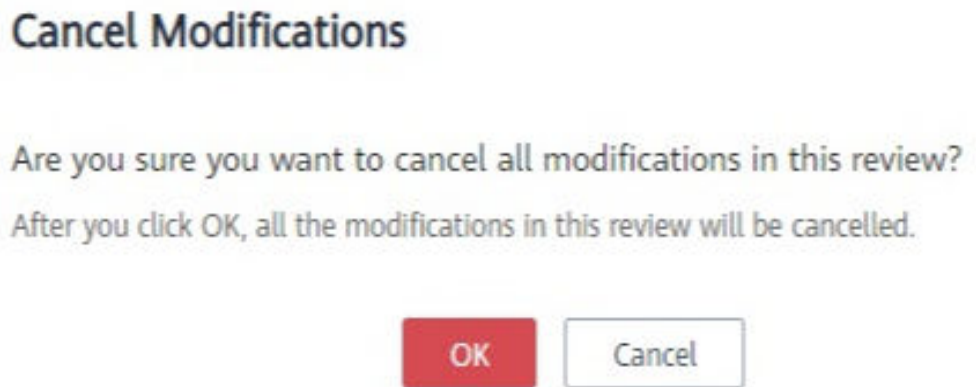 Cancel Modifications
Are you sure you want to cancel all modifications in this review?
After you click OK, all the modifications in this review will be cancelled.
OK Cancel